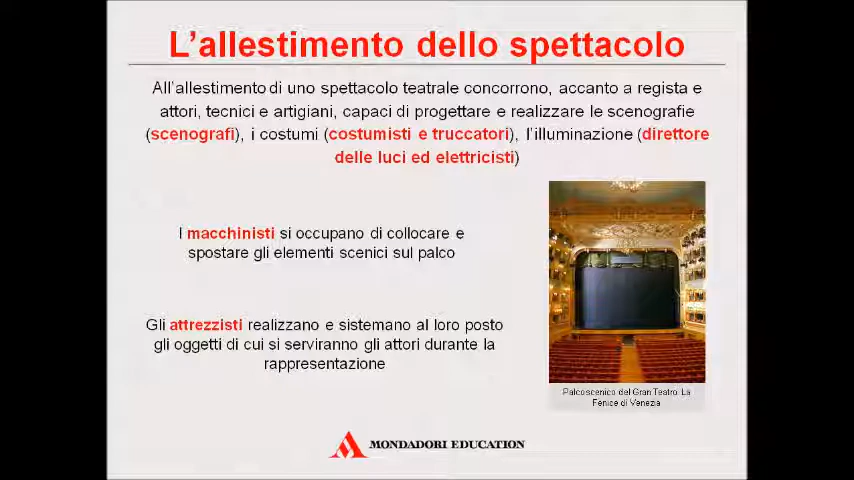 L'allestimento dello spettacolo
All'allestimento di uno spettacolo teatrale concorrono, accanto a regista e
attori, tecnici e artigiani, capaci di progettare e realizzare le scenografie
(scenografi), i costumi (costumisti e truccatori), l'illuminazione (direttore
delle luci ed elettricisti)
I macchinisti si occupano di collocare e
spostare gli elementi scenici sul palco
Gli attrezzisti realizzano e sistemano al loro posto
gli oggetti di cui si serviranno gli attori durante la
rappresentazione
Palcoscenico del Gran Teatro La
Fenice di Venezia
MONDADORI EDUCATION